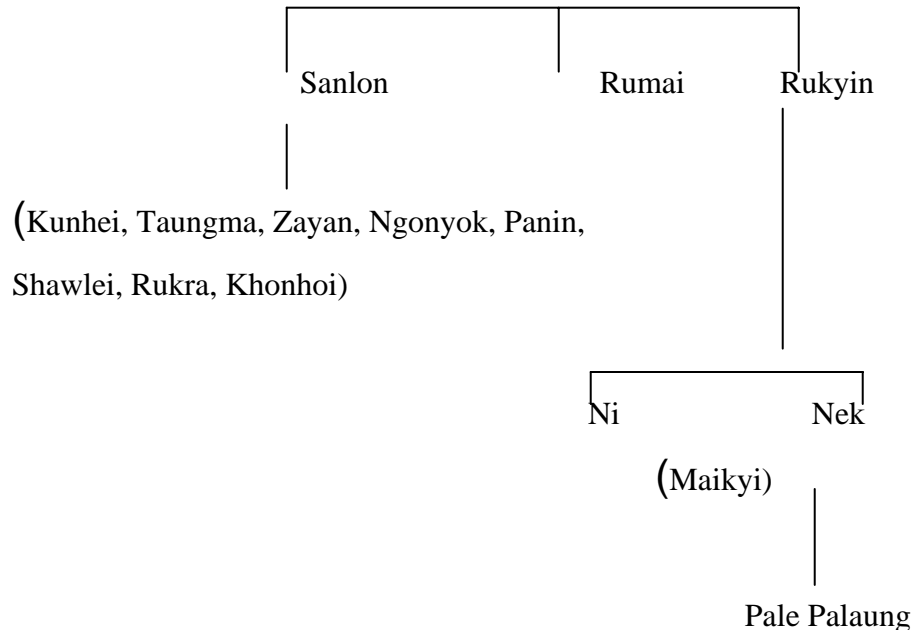 Sanlon Rumai Rukyin
(Kunhei, Taungma, Zayan, Ngonyok, Panin,
Shawlei, Rukra, Khonhoi)
Ni Nek
(Maikyi)
Pale Palaung